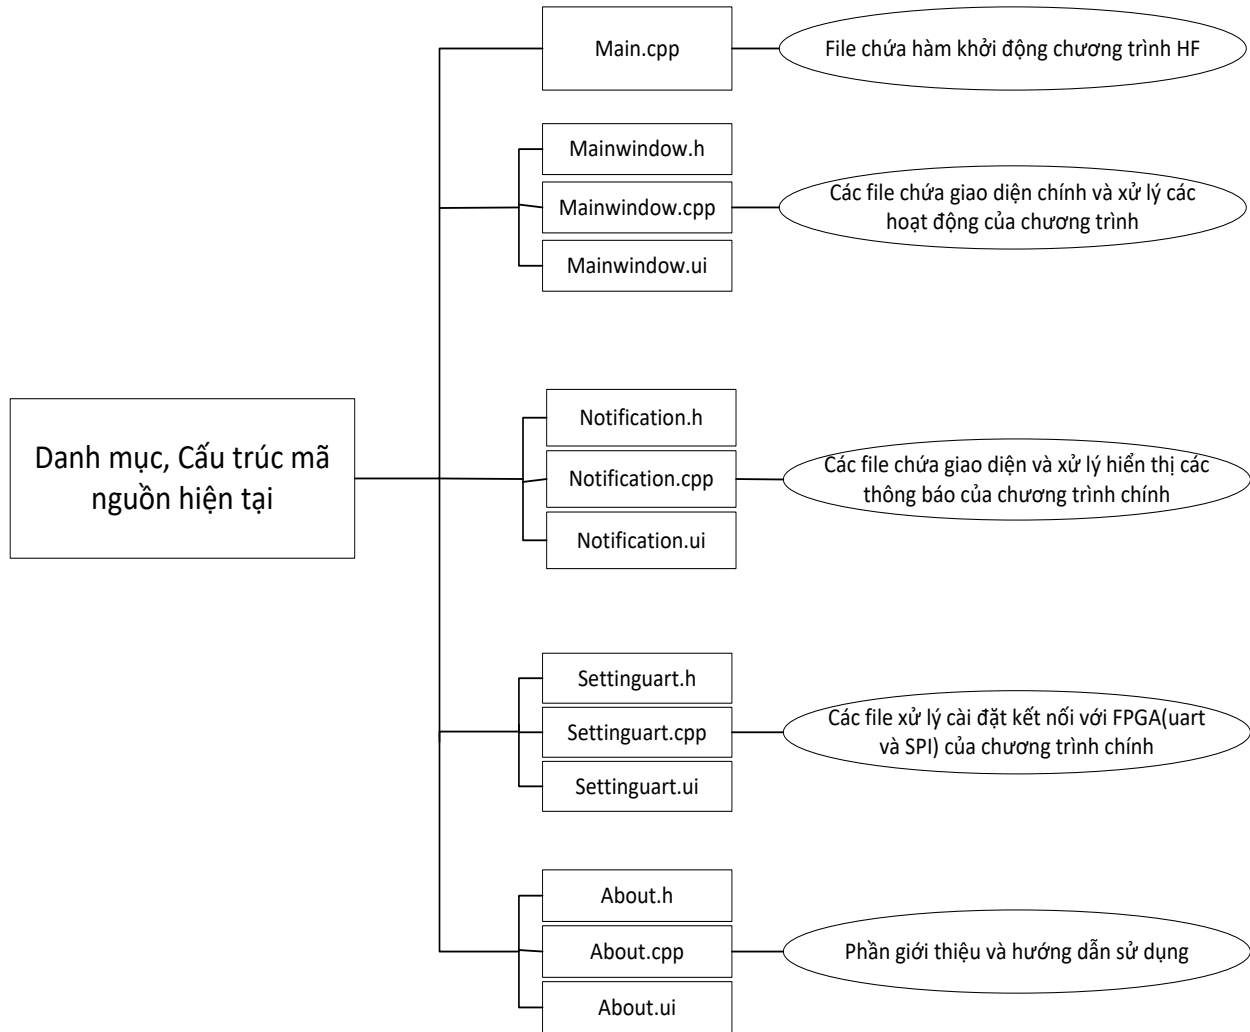 Main.cpp
File chứa hàm khởi động chương trình HF
Mainwindow.h
Mainwindow.cpp
Mainwindow.ui
Các file chứa giao diện chính và xử lý các
hoạt động của chương trình
Danh mục, Cấu trúc mã
nguồn hiện tại
Notification.h
Notification.cpp
Notification.ui
Các file chứa giao diện và xử lý hiển thị các
thông báo của chương trình chính
Settinguart.h
Settinguart.cpp
Settinguart.ui
Các file xử lý cài đặt kết nối với FPGA(uart
và SPI) của chương trình chính
About.h
About.cpp
About.ui
Phần giới thiệu và hướng dẫn sử dụng